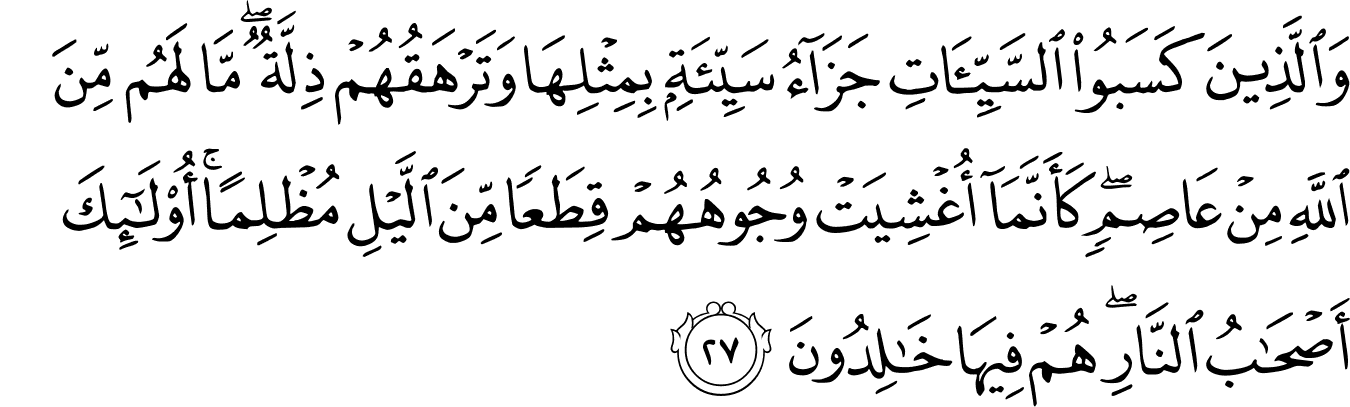 وَٱلَّذِينَ كَسَبُوا۟ ٱلسَّيِّـَٔاتِ جَزَآءُ سَيِّئَةٍۭ بِمِثْلِهَا وَتَرْهَقُهُمْ ذِلَّةٌ ۖ مَّا لَهُم مِّنَ
ٱللَّهِ مِنْ عَاصِمٍ ۖ كَأَنَّمَآ أُغْشِيَتْ وُجُوهُهُمْ قِطَعًا مِّنَ ٱلَّيْلِ مُظْلِمًا ۚ أُو۟لَـٰٓئِكَ
أَصْحَـٰبُ ٱلنَّارِ ۖ هُمْ فِيهَا خَـٰلِدُونَ ٢٧